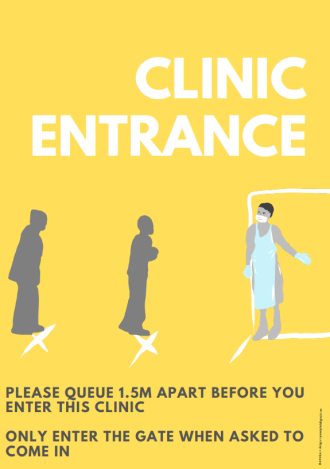 CLINIC
ENTRANCE
PLEASE QUEUE 1.5M APART BEFORE YOU
ENTER THIS CLINIC
ONLY ENTER THE GATE WHEN ASKED TO
COME IN